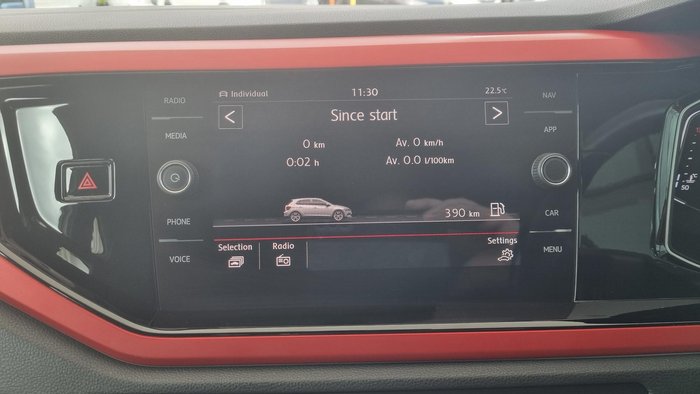 RADIO
MEDIA
PHONE
VOICE
Individual
11:30
22.5°C
Since start
0 km
Av. 0 km/h
0:02 h
Av. 0.0 l/100km
390 km
Selection
Radio
Settings
NAV
APP
CAR
MENU
50